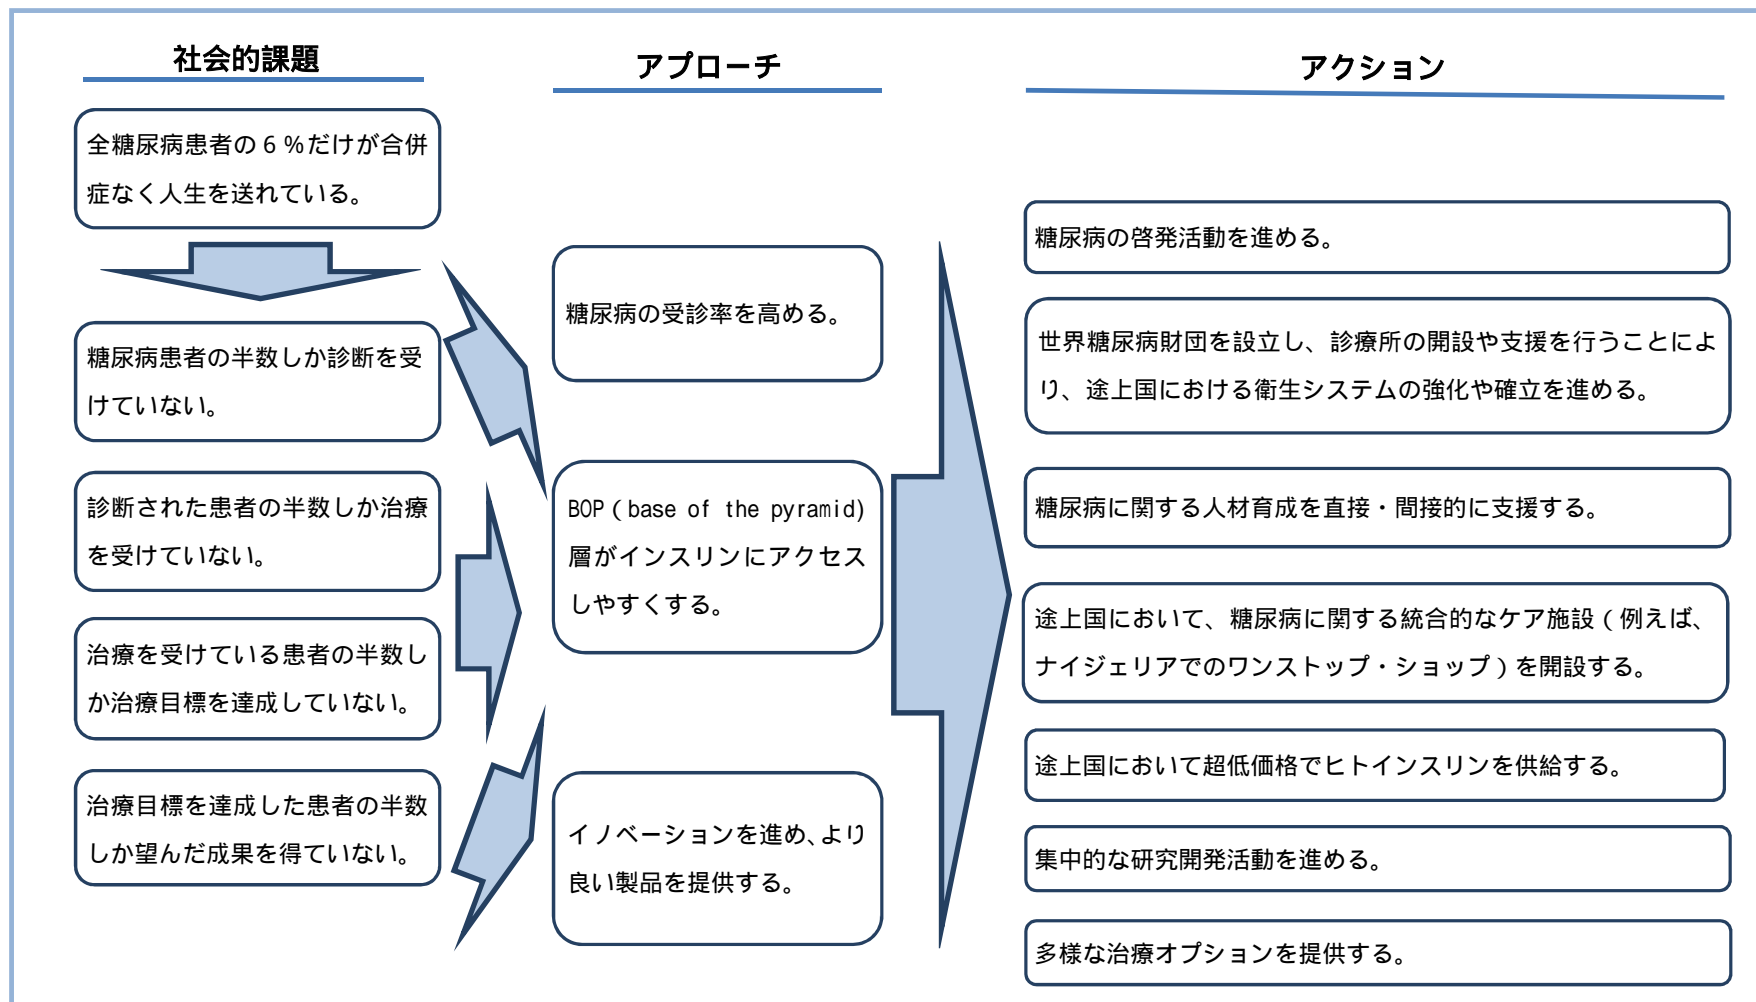 社会的課題
全糖尿病患者の6%だけが合併
症なく人生を送れている。
糖尿病患者の半数しか診断を受
けていない。
診断された患者の半数しか治療
を受けていない。
治療を受けている患者の半数し
か治療目標を達成していない。
治療目標を達成した患者の半数
しか望んだ成果を得ていない。
アプローチ
糖尿病の受診率を高める。
BOP(base of the pyramid)
層がインスリンにアクセス
しやすくする。
イノベーションを進め、より
良い製品を提供する。
アクション
糖尿病の啓発活動を進める。
世界糖尿病財団を設立し、診療所の開設や支援を行うことによ
り、途上国における衛生システムの強化や確立を進める。
糖尿病に関する人材育成を直接・間接的に支援する。
途上国において、糖尿病に関する統合的なケア施設(例えば、
ナイジェリアでのワンストップ・ショップ)を開設する。
途上国において超低価格でヒトインスリンを供給する。
集中的な研究開発活動を進める。
多様な治療オプションを提供する。